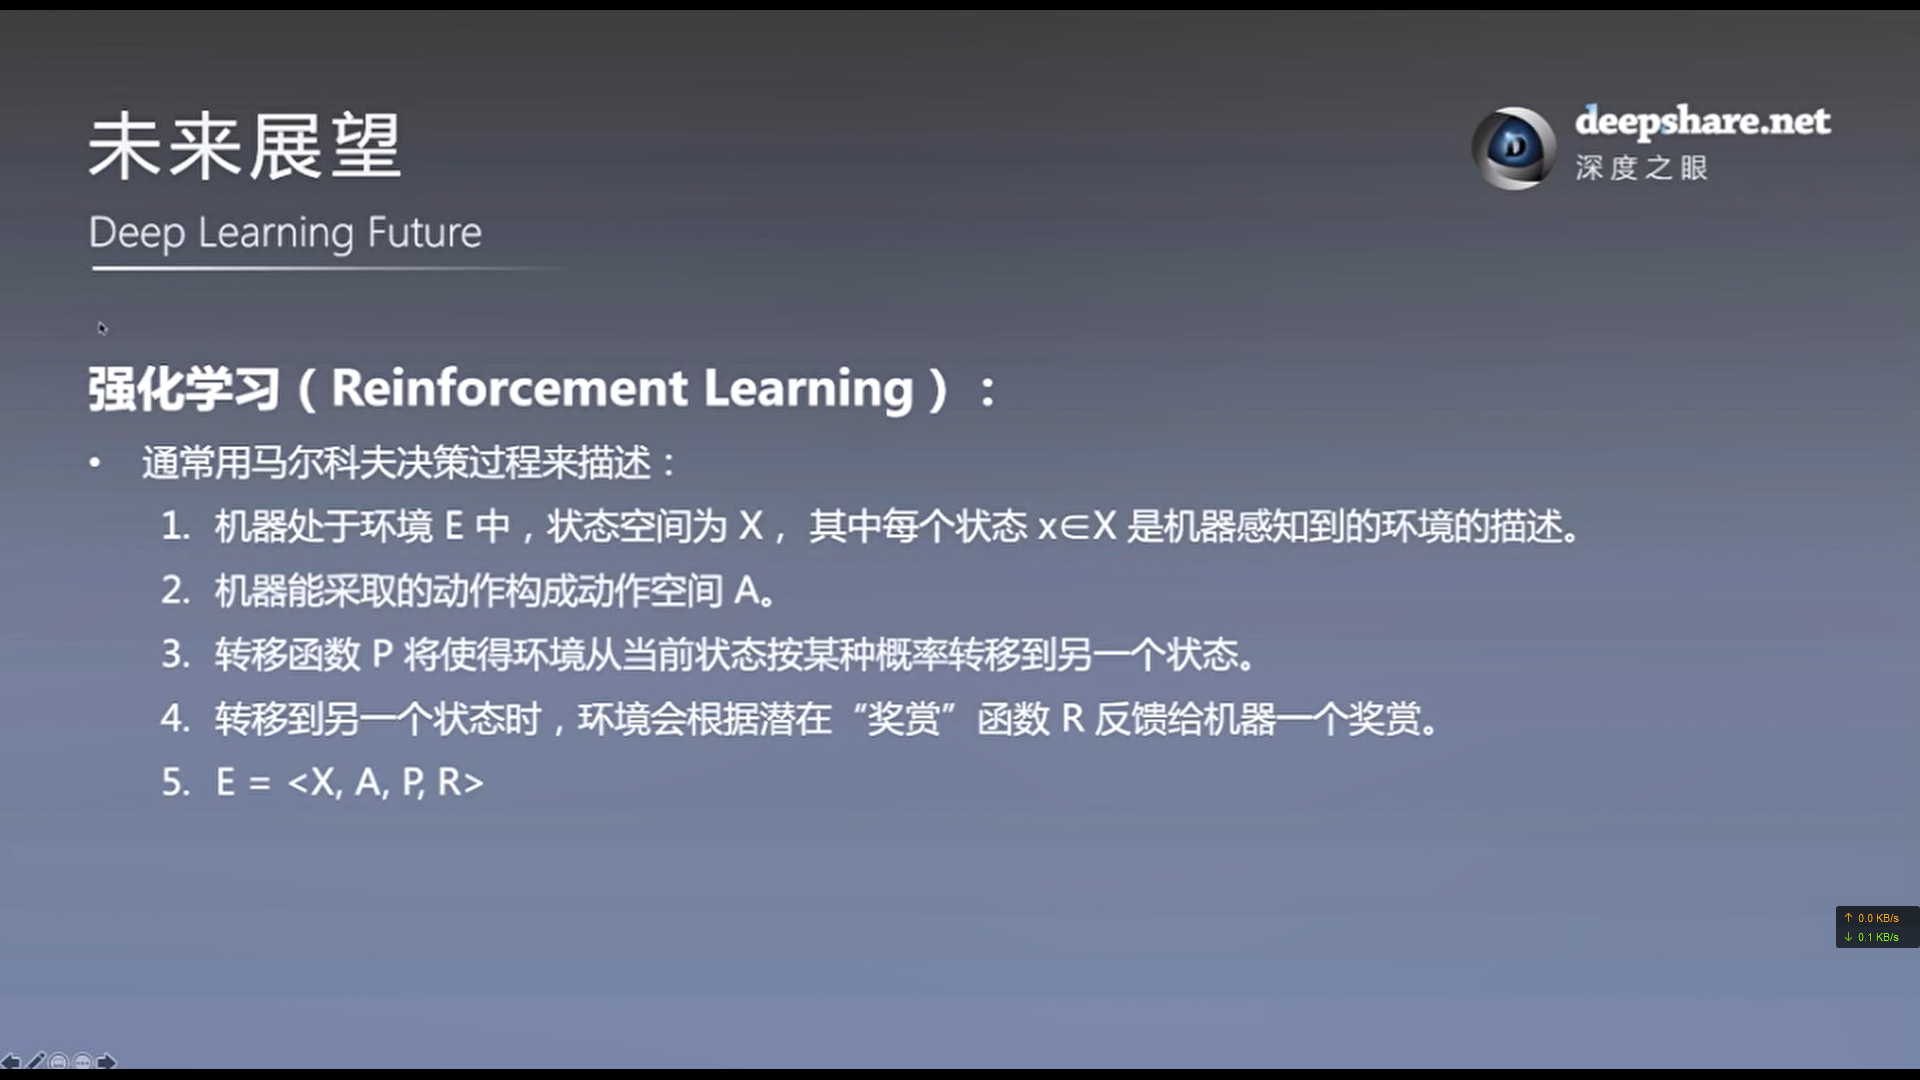 未来展望
Deep Learning Future
deepshare.net
深度之眼
强化学习（Reinforcement Learning）：
• 通常用马尔科夫决策过程来描述：
1. 机器处于环境 E 中，状态空间为 X， 其中每个状态 x∈X 是机器感知到的环境的描述。
2. 机器能采取的动作构成动作空间 A。
3. 转移函数 P 将使得环境从当前状态按某种概率转移到另一个状态。
4. 转移到另一个状态时，环境会根据潜在“奖赏”函数 R 反馈给机器一个奖赏。
5. E = <X, A, P, R>
↑ 0.0 KB/s
↓ 0.1 KB/s